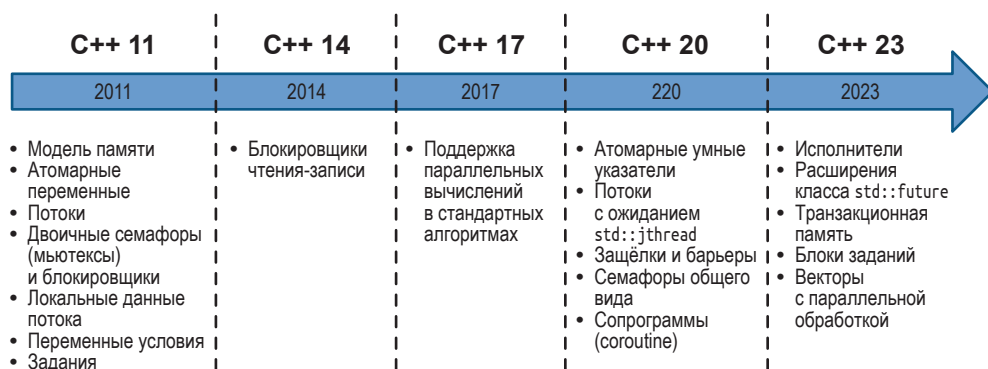 C++ 11
C++ 14
C++ 17
C++ 20
C++ 23
2011
2014
2017
220
2023
• Модель памяти
• Атомарные
переменные
• Потоки
• Двоичные семафоры
(мьютексы)
и блокировщики
• Локальные данные
потока
• Переменные условия
• Задания
• Блокировщики
чтения-записи
• Поддержка
параллельных
вычислений
в стандартных
алгоритмах
• Атомарные умные
указатели
• Потоки
с ожиданием
std::jthread
• Защёлки и барьеры
• Семафоры общего
вида
• Сопрограммы
(coroutine)
• Исполнители
• Расширения
класса std::future
• Транзакционная
память
• Блоки заданий
• Векторы
с параллельной
обработкой